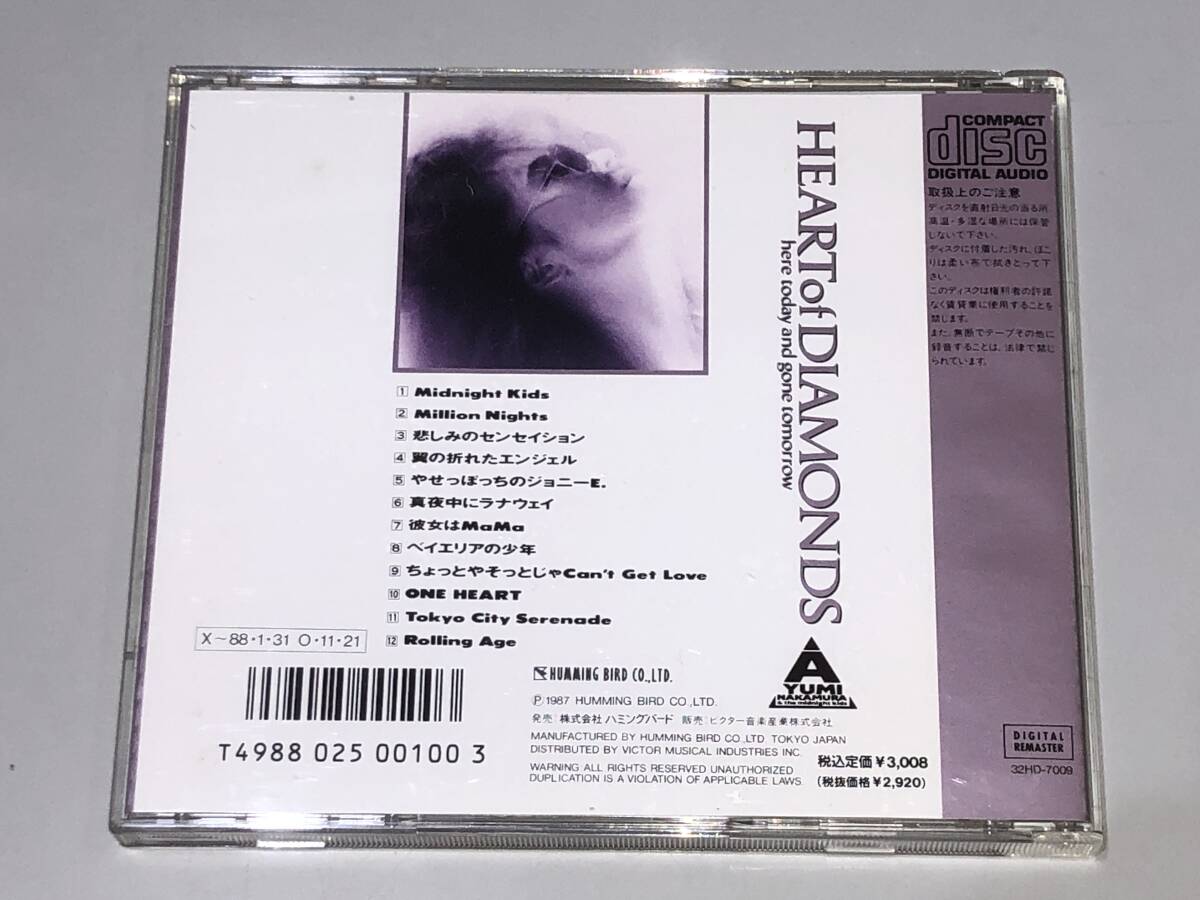 1 Midnight Kids
2 Million Nights
3 悲しみのセンセイション
4 翼の折れたエンジェル
5 やせっぽっちのジョニーE.
6 真夜中にラナウェイ
7 彼女はMaMa
8 ベイエリアの少年
9 ちょっとやそっとじゃCan't Get Love
10 ONE HEART
11 Tokyo City Serenade
12 Rolling Age
X～88・1・31 O・11・21
T4988 025 00100 3
HUMMING BIRD CO.,LTD.
Ⓟ1987 HUMMING BIRD CO.,LTD.
発売 株式会社 ハミングバード 販売 ビクター音楽産業株式会社
MANUFACTURED BY HUMMING BIRD CO.,LTD. TOKYO JAPAN
DISTRIBUTED BY VICTOR MUSICAL INDUSTRIES INC.
WARNING ALL RIGHTS RESERVED UNAUTHORIZED
DUPLICATION IS A VIOLATION OF APPLICABLE LAWS.
HEART of DIAMONDS
here today and gone tomorrow
A
YUMI
NAKAMURA
& the midnight kids
税込定価¥3,008
(税抜価格¥2,920)
COMPACT
disc
DIGITAL AUDIO
取扱上のご注意
ディスクを直射日光の当る所、
高温・多湿な場所には保管
しないで下さい。
ディスクに付着した汚れ、ほこ
りは柔い布で拭きとって下
さい。
このディスクは権利者の許諾
なく賃貸業に使用することを
禁じます。
また、無断でテープその他に
録音することは、法律で禁じ
られています。
DIGITAL
REMASTER
32HD-7009